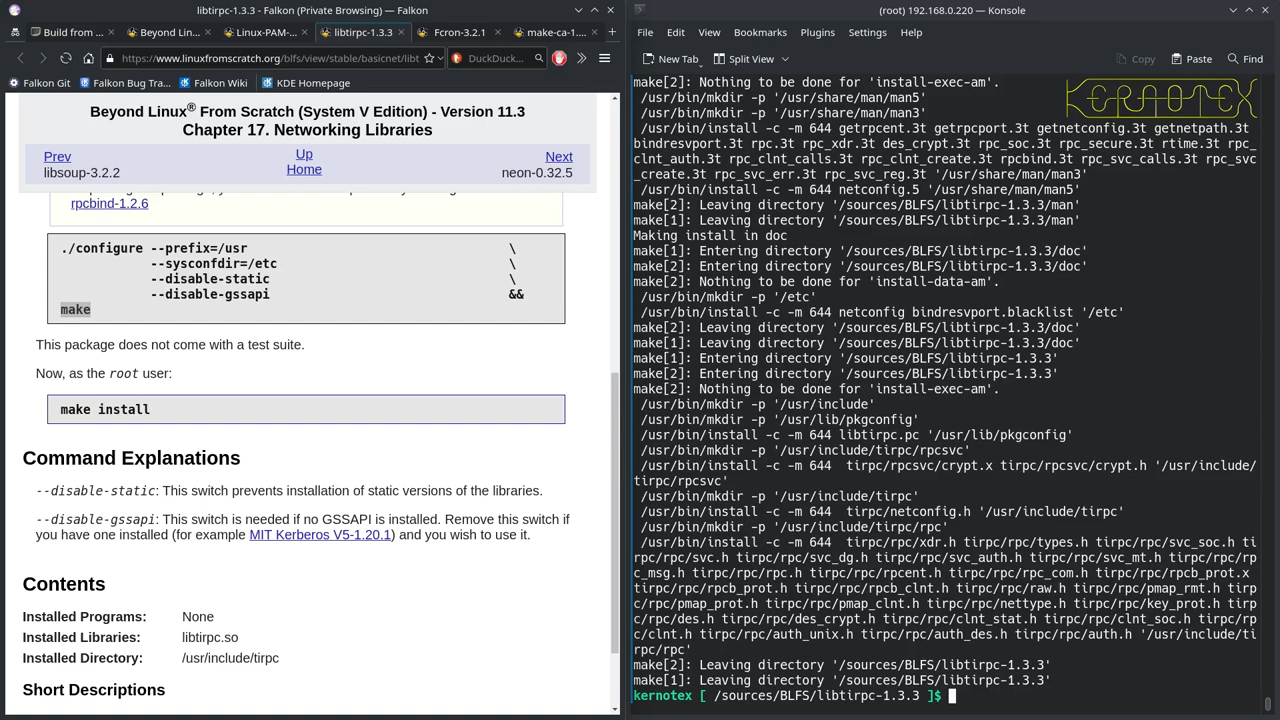 libtirpc-1.3.3 - Falkon (Private Browsing) — Falkon
Build from ...
Beyond Lin...
Linux-PAM-...
libtirpc-1.3.3
Fcron-3.2.1
make-ca-1....
https://www.linuxfromscratch.org/blfs/view/stable/basicnet/libt
DuckDuck...
Falkon Git
Falkon Bug Tra...
Falkon Wiki
KDE Homepage
Beyond Linux® From Scratch (System V Edition) - Version 11.3
Chapter 17. Networking Libraries
Prev
Up
Next
libsoup-3.2.2
Home
neon-0.32.5
rpcbind-1.2.6
./configure --prefix=/usr \
--sysconfdir=/etc \
--disable-static \
--disable-gssapi &&
make
This package does not come with a test suite.
Now, as the root user:
make install
Command Explanations
--disable-static: This switch prevents installation of static versions of the libraries.
--disable-gssapi: This switch is needed if no GSSAPI is installed. Remove this switch if
you have one installed (for example MIT Kerberos V5-1.20.1) and you wish to use it.
Contents
Installed Programs: None
Installed Libraries: libtirpc.so
Installed Directory: /usr/include/tirpc
Short Descriptions
(root) 192.168.0.220 — Konsole
File Edit View Bookmarks Plugins Settings Help
New Tab Split View Copy Paste Find
KERNOTEX
make[2]: Nothing to be done for 'install-exec-am'.
/usr/bin/mkdir -p '/usr/share/man/man5'
/usr/bin/mkdir -p '/usr/share/man/man3'
/usr/bin/install -c -m 644 getrpcent.3t getrpcport.3t getnetconfig.3t getnetpath.3t
bindresvport.3t rpc.3t rpc_xdr.3t des_crypt.3t rpc_soc.3t rpc_secure.3t rtime.3t rpc_
clnt_auth.3t rpc_clnt_calls.3t rpc_clnt_create.3t rpcbind.3t rpc_svc_calls.3t rpc_svc
_create.3t rpc_svc_err.3t rpc_svc_reg.3t '/usr/share/man/man3'
/usr/bin/install -c -m 644 netconfig.5 '/usr/share/man/man5'
make[2]: Leaving directory '/sources/BLFS/libtirpc-1.3.3/man'
make[1]: Leaving directory '/sources/BLFS/libtirpc-1.3.3/man'
Making install in doc
make[1]: Entering directory '/sources/BLFS/libtirpc-1.3.3/doc'
make[2]: Entering directory '/sources/BLFS/libtirpc-1.3.3/doc'
make[2]: Nothing to be done for 'install-data-am'.
/usr/bin/mkdir -p '/etc'
/usr/bin/install -c -m 644 netconfig bindresvport.blacklist '/etc'
make[2]: Leaving directory '/sources/BLFS/libtirpc-1.3.3/doc'
make[1]: Leaving directory '/sources/BLFS/libtirpc-1.3.3/doc'
make[1]: Entering directory '/sources/BLFS/libtirpc-1.3.3'
make[2]: Entering directory '/sources/BLFS/libtirpc-1.3.3'
make[2]: Nothing to be done for 'install-exec-am'.
/usr/bin/mkdir -p '/usr/include'
/usr/bin/mkdir -p '/usr/lib/pkgconfig'
/usr/bin/install -c -m 644 libtirpc.pc '/usr/lib/pkgconfig'
/usr/bin/mkdir -p '/usr/include/tirpc/rpcsvc'
/usr/bin/install -c -m 644 tirpc/rpcsvc/crypt.x tirpc/rpcsvc/crypt.h '/usr/include/
tirpc/rpcsvc'
/usr/bin/mkdir -p '/usr/include/tirpc'
/usr/bin/install -c -m 644 tirpc/netconfig.h '/usr/include/tirpc'
/usr/bin/mkdir -p '/usr/include/tirpc/rpc'
/usr/bin/install -c -m 644 tirpc/rpc/xdr.h tirpc/rpc/types.h tirpc/rpc/svc_soc.h ti
rpc/rpc/svc.h tirpc/rpc/svc_dg.h tirpc/rpc/svc_auth.h tirpc/rpc/svc_mt.h tirpc/rpc/rp
c_msg.h tirpc/rpc/rpc.h tirpc/rpc/rpcent.h tirpc/rpc/rpc_com.h tirpc/rpc/rpcb_prot.x
tirpc/rpc/rpcb_prot.h tirpc/rpc/rpcb_clnt.h tirpc/rpc/raw.h tirpc/rpc/pmap_rmt.h tirp
c/rpc/pmap_prot.h tirpc/rpc/pmap_clnt.h tirpc/rpc/nettype.h tirpc/rpc/key_prot.h tirp
c/rpc/des.h tirpc/rpc/des_crypt.h tirpc/rpc/clnt_stat.h tirpc/rpc/clnt_soc.h tirpc/rp
c/clnt.h tirpc/rpc/auth_unix.h tirpc/rpc/auth_des.h tirpc/rpc/auth.h '/usr/include/ti
rpc/rpc'
make[2]: Leaving directory '/sources/BLFS/libtirpc-1.3.3'
make[1]: Leaving directory '/sources/BLFS/libtirpc-1.3.3'
kernotex [ /sources/BLFS/libtirpc-1.3.3 ]$